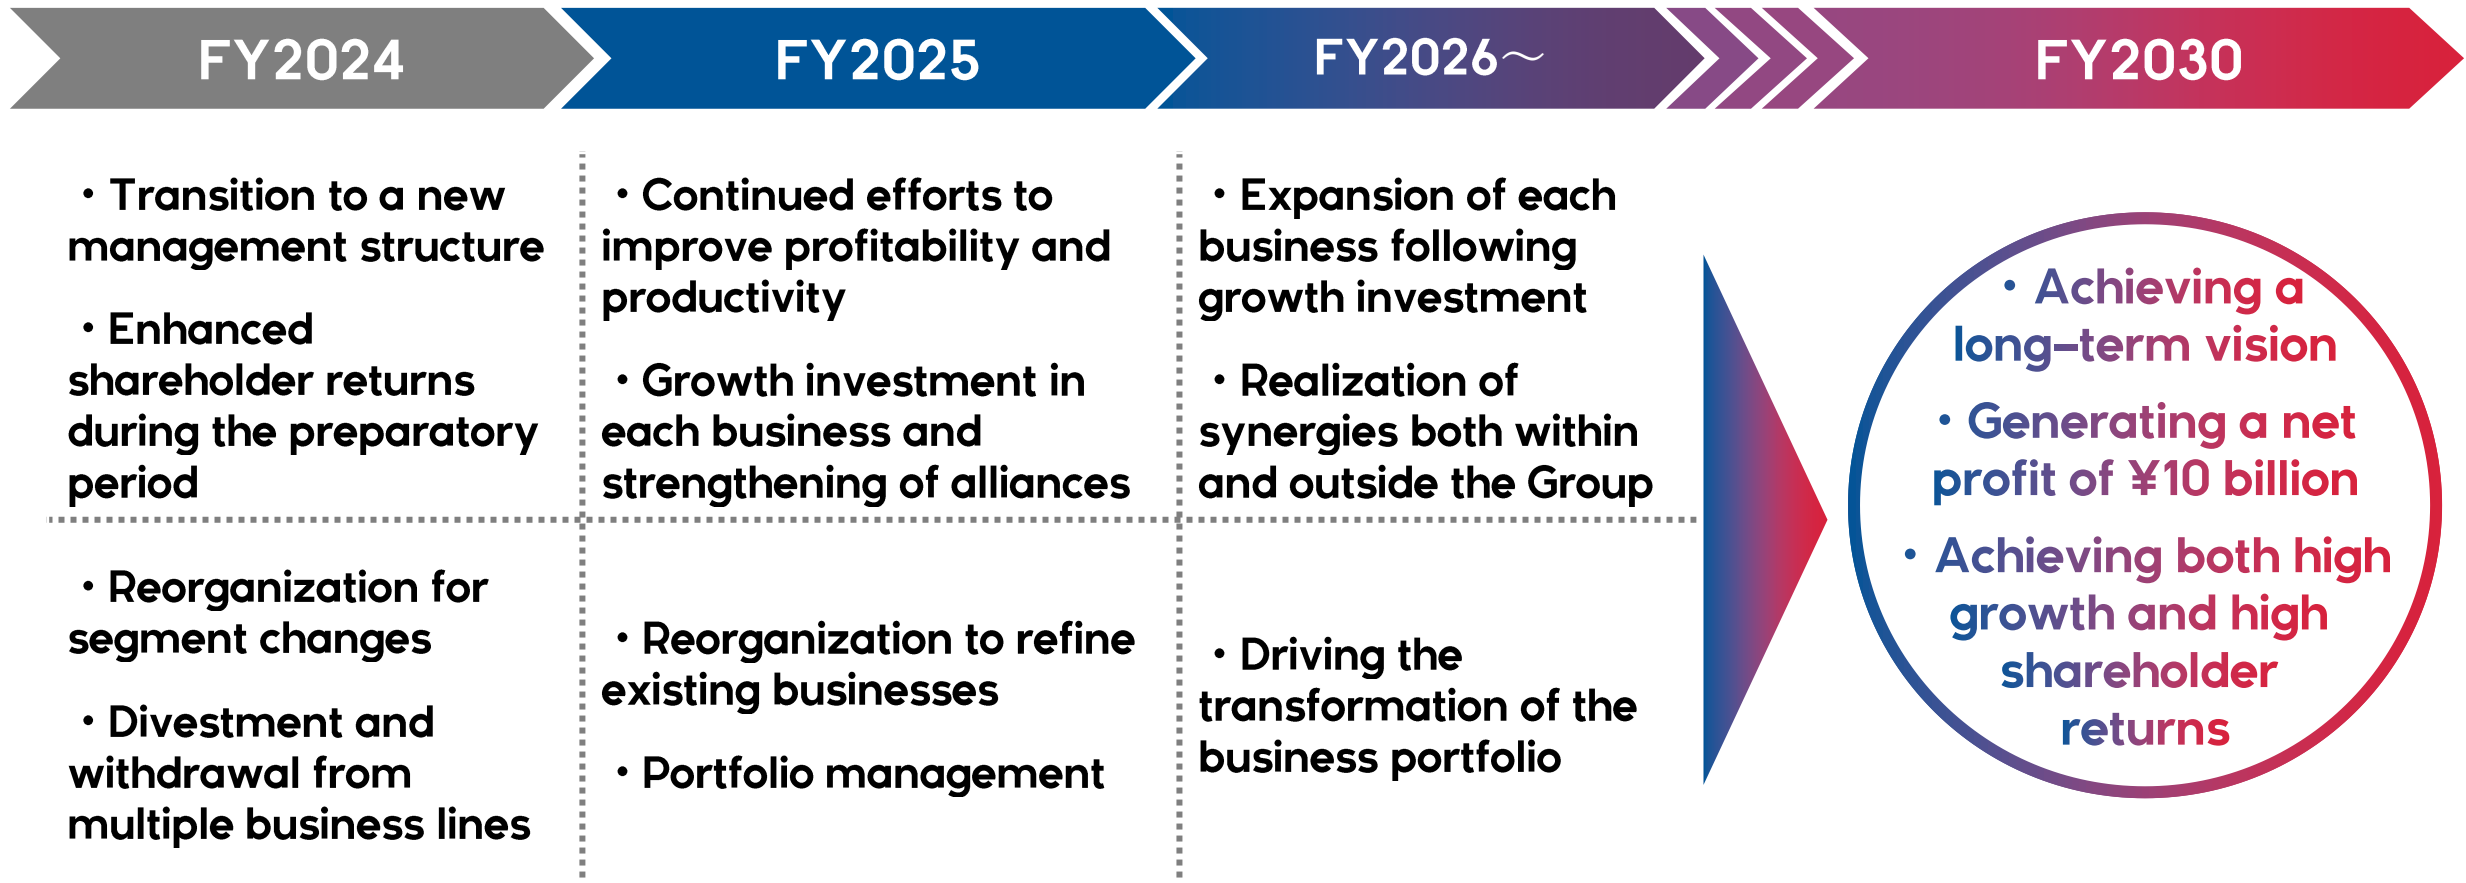 FY2024
FY2025
FY2026～
FY2030
・Transition to a new
management structure
・Enhanced
shareholder returns
during the preparatory
period
・Continued efforts to
improve profitability and
productivity
・Growth investment in
each business and
strengthening of alliances
・Expansion of each
business following
growth investment
・Realization of
synergies both within
and outside the Group
・Reorganization for
segment changes
・Divestment and
withdrawal from
multiple business lines
・Reorganization to refine
existing businesses
・Portfolio management
・Driving the
transformation of the
business portfolio
・Achieving a
long-term vision
・Generating a net
profit of ¥10 billion
・Achieving both high
growth and high
shareholder
returns